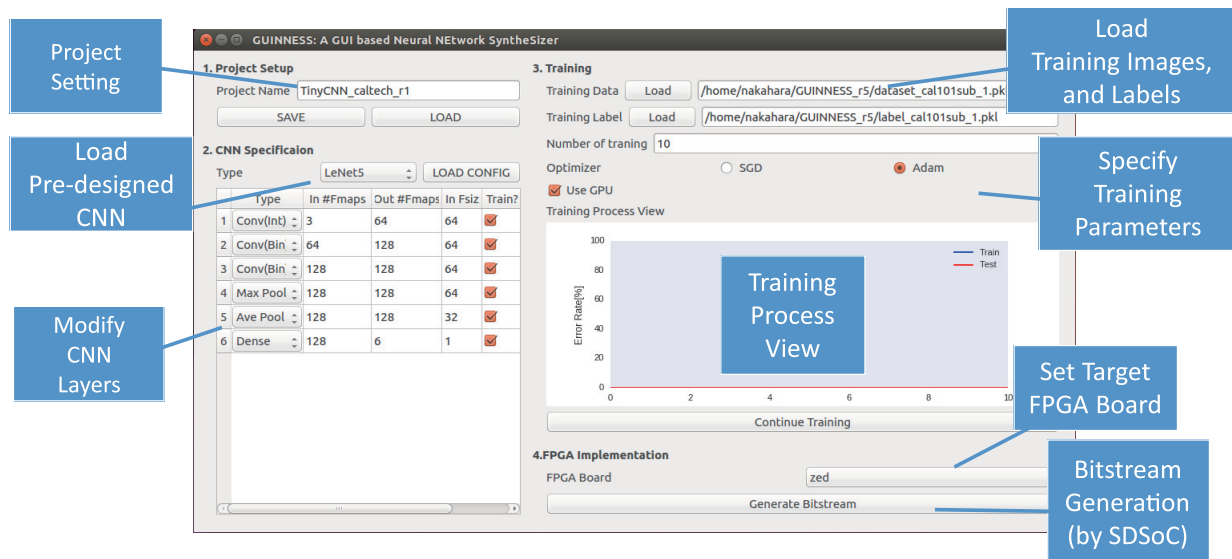 Project
Setting
Load
Pre-designed
CNN
Modify
CNN
Layers
GUINNESS: A GUI based Neural NEtwork SyntheSizer
1. Project Setup
Project Name TinyCNN_caltech_r1
SAVE LOAD
2. CNN Specificaion
Type LeNet5 LOAD CONFIG
Type In #Fmaps Out #Fmaps In Fsiz Train?
1 Conv(Int) 3 64 64
2 Conv(Bin) 64 128 64
3 Conv(Bin) 128 128 64
4 Max Pool 128 128 64
5 Ave Pool 128 128 32
6 Dense 128 6 1
3. Training
Training Data Load /home/nakahara/GUINNESS_r5/dataset_cal101sub_1.pkl
Training Label Load /home/nakahara/GUINNESS_r5/label_cal101sub_1.pkl
Number of traning 10
Optimizer SGD Adam
Use GPU
Training Process View
Error Rate[%]
100
80
60
40
20
0
0 2 4 6 8 10
Train
Test
Training
Process
View
Continue Training
4.FPGA Implementation
FPGA Board zed
Generate Bitstream
Load
Training Images,
and Labels
Specify
Training
Parameters
Set Target
FPGA Board
Bitstream
Generation
(by SDSoC)